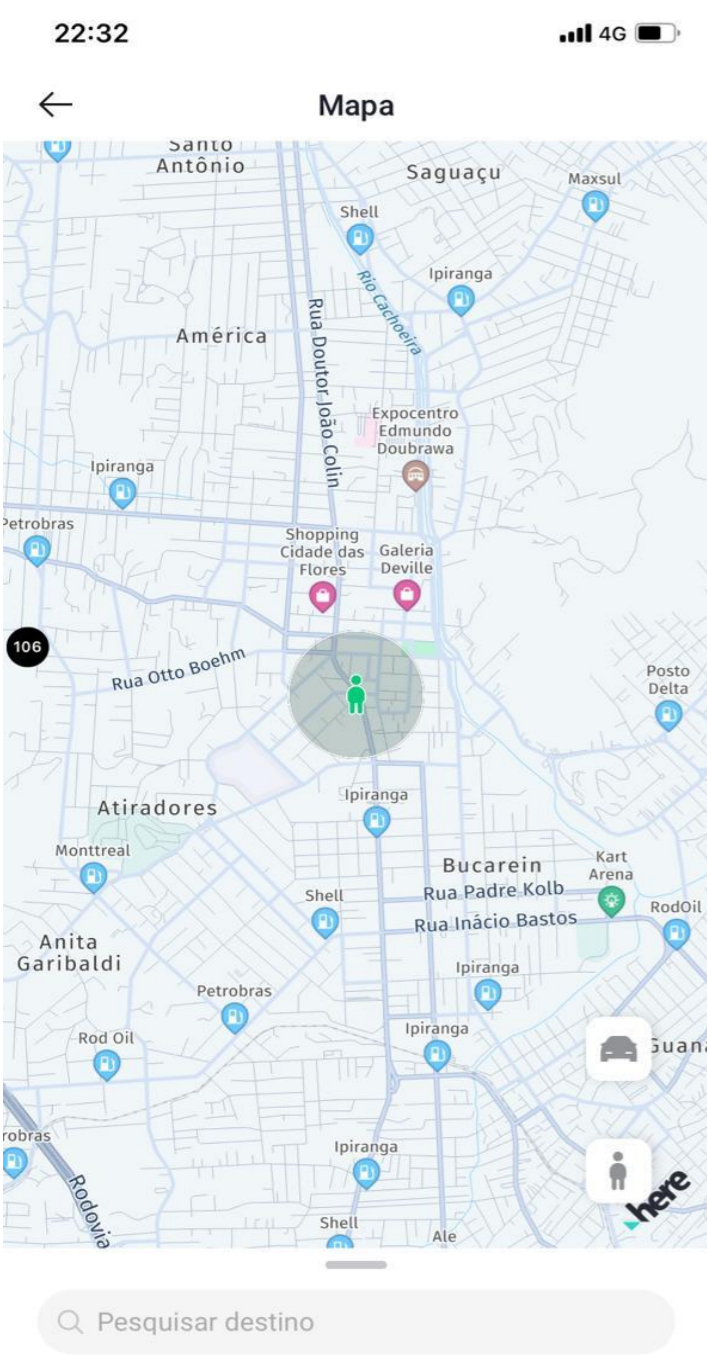 22:32
4G
Mapa
Santo
Antônio
Saguaçu
Maxsul
Shell
Ipiranga
Rio Cachoeira
América
Rua Doutor João Colin
Expocentro
Edmundo
Doubrawa
Ipiranga
Petrobras
Shopping
Cidade das
Flores
Galeria
Deville
106
Rua Otto Boehm
Posto
Delta
Ipiranga
Atiradores
Monttreal
Bucarein
Kart
Arena
Rua Padre Kolb
Shell
RodOil
Rua Inácio Bastos
Anita
Garibaldi
Ipiranga
Petrobras
Ipiranga
Rod Oil
Guana
robras
Ipiranga
Rodovia
here
Shell
Ale
Pesquisar destino